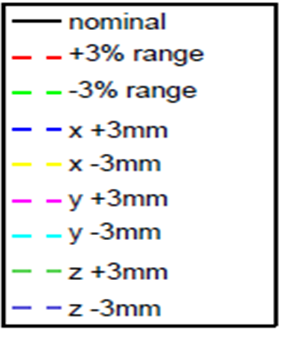 nominal
+3% range
-3% range
x +3mm
x -3mm
y +3mm
y -3mm
z +3mm
z -3mm